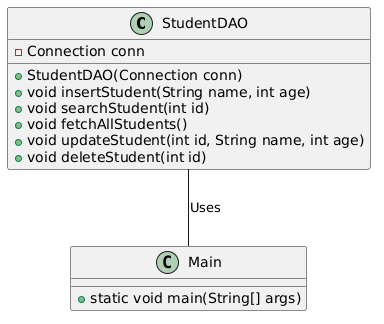 C StudentDAO
Connection conn
StudentDAO(Connection conn)
void insertStudent(String name, int age)
void searchStudent(int id)
void fetchAllStudents()
void updateStudent(int id, String name, int age)
void deleteStudent(int id)
Uses
C Main
static void main(String[] args)